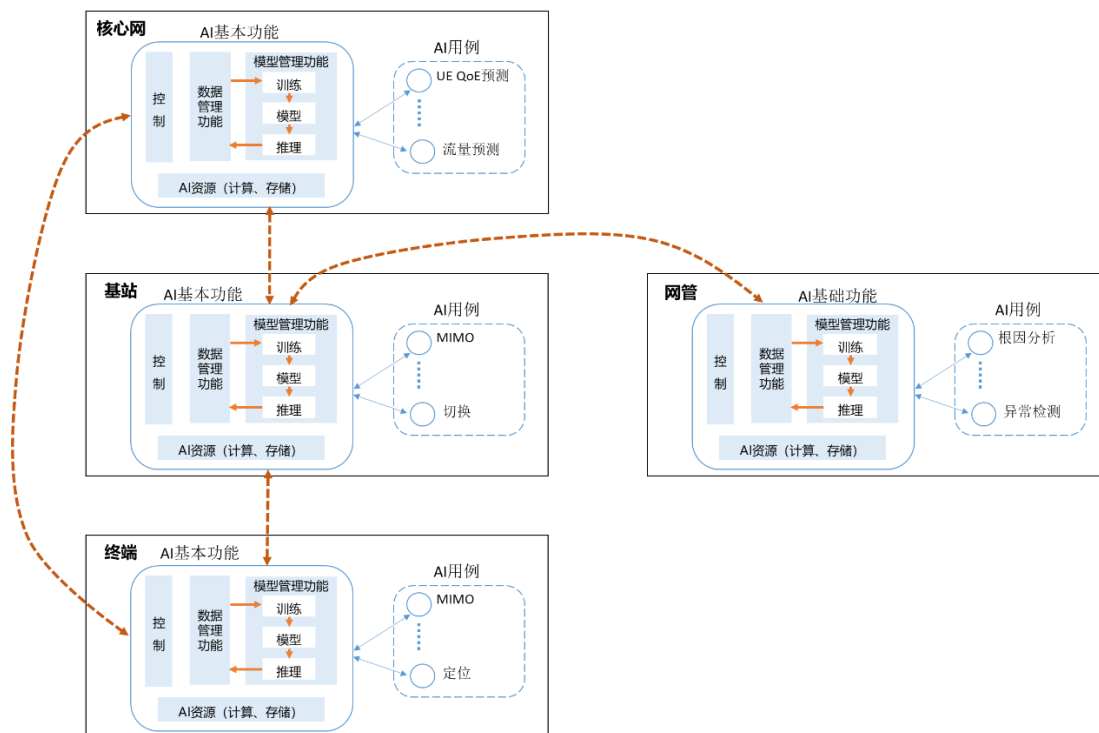 核心网
AI基本功能
AI用例
控制
数据管理功能
模型管理功能
训练
模型
推理
AI资源（计算、存储）
UE QoE预测
流量预测
基站
AI基本功能
AI用例
控制
数据管理功能
模型管理功能
训练
模型
推理
AI资源（计算、存储）
MIMO
切换
网管
AI基础功能
AI用例
控制
数据管理功能
模型管理功能
训练
模型
推理
AI资源（计算、存储）
根因分析
异常检测
终端
AI基本功能
AI用例
控制
数据管理功能
模型管理功能
训练
模型
推理
AI资源（计算、存储）
MIMO
定位